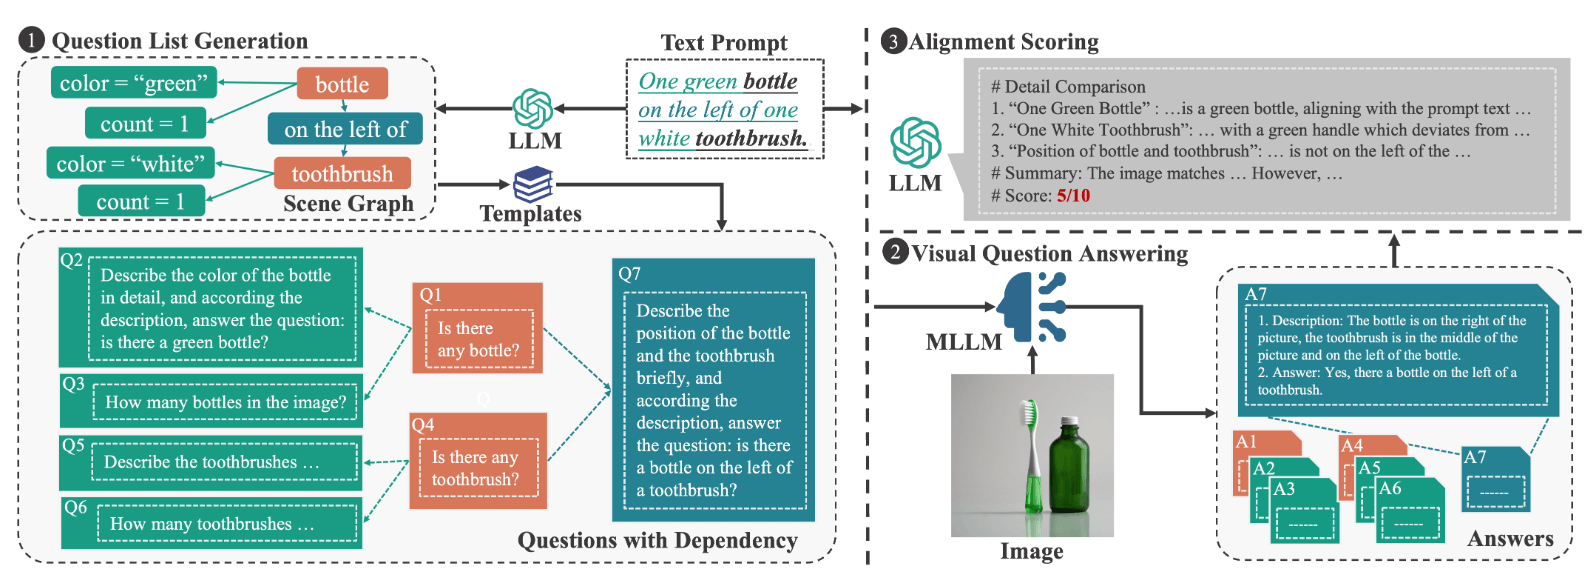 1 Question List Generation
color = “green”
bottle
count = 1
on the left of
color = “white”
toothbrush
count = 1
Scene Graph
Text Prompt
One green bottle
on the left of one
white toothbrush.
LLM
Templates
Q2
Describe the color of the bottle
in detail, and according the
description, answer the question:
is there a green bottle?
Q3
How many bottles in the image?
Q5
Describe the toothbrushes …
Q6
How many toothbrushes …
Q1
Is there
any bottle?
Q
Q4
Is there any
toothbrush?
Q7
Describe the
position of the bottle
and the toothbrush
briefly, and
according the
description, answer
the question: is there
a bottle on the left of
a toothbrush?
Questions with Dependency
3 Alignment Scoring
LLM
# Detail Comparison
1. “One Green Bottle” : …is a green bottle, aligning with the prompt text …
2. “One White Toothbrush”: … with a green handle which deviates from …
3. “Position of bottle and toothbrush”: … is not on the left of the …
# Summary: The image matches … However, …
# Score: 5/10
2 Visual Question Answering
MLLM
Image
A7
1. Description: The bottle is on the right of the
picture, the toothbrush is in the middle of the
picture and on the left of the bottle.
2. Answer: Yes, there a bottle on the left of a
toothbrush.
A1
A2
A3
A4
A5
A6
A7
Answers